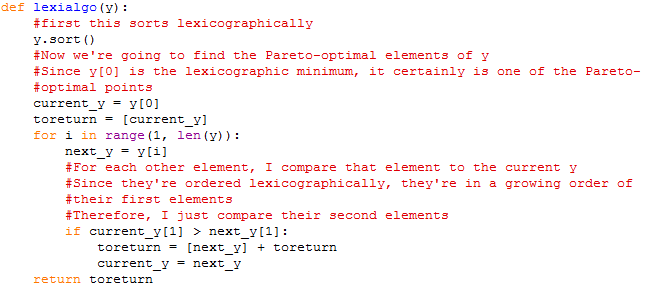 def lexialgo(y):
    #first this sorts lexicographically
    y.sort()
    #Now we're going to find the Pareto-optimal elements of y
    #Since y[0] is the lexicographic minimum, it certainly is one of the Pareto-
    #optimal points
    current_y = y[0]
    toreturn = [current_y]
    for i in range(1, len(y)):
        next_y = y[i]
        #For each other element, I compare that element to the current y
        #Since they're ordered lexicographically, they're in a growing order of
        #their first elements
        #Therefore, I just compare their second elements
        if current_y[1] > next_y[1]:
            toreturn = [next_y] + toreturn
            current_y = next_y
    return toreturn